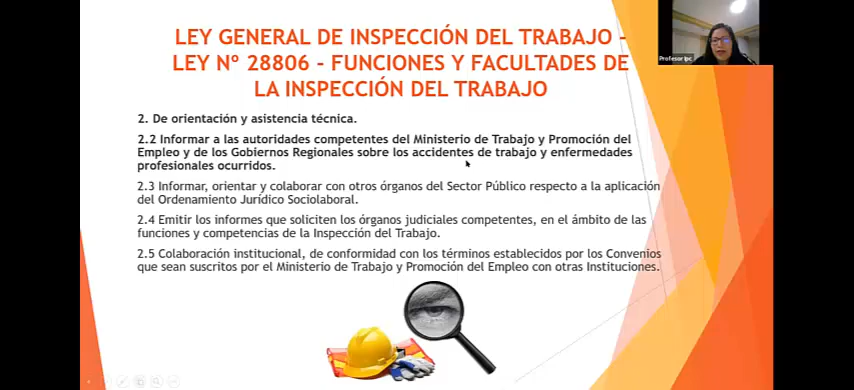 LEY GENERAL DE INSPECCIÓN DEL TRABAJO -
LEY Nº 28806 - FUNCIONES Y FACULTADES DE
LA INSPECCIÓN DEL TRABAJO
Profesor Ipc
2. De orientación y asistencia técnica.
2.2 Informar a las autoridades competentes del Ministerio de Trabajo y Promoción del
Empleo y de los Gobiernos Regionales sobre los accidentes de trabajo y enfermedades
profesionales ocurridos.
2.3 Informar, orientar y colaborar con otros órganos del Sector Público respecto a la aplicación
del Ordenamiento Jurídico Sociolaboral.
2.4 Emitir los informes que soliciten los órganos judiciales competentes, en el ámbito de las
funciones y competencias de la Inspección del Trabajo.
2.5 Colaboración institucional, de conformidad con los términos establecidos por los Convenios
que sean suscritos por el Ministerio de Trabajo y Promoción del Empleo con otras Instituciones.